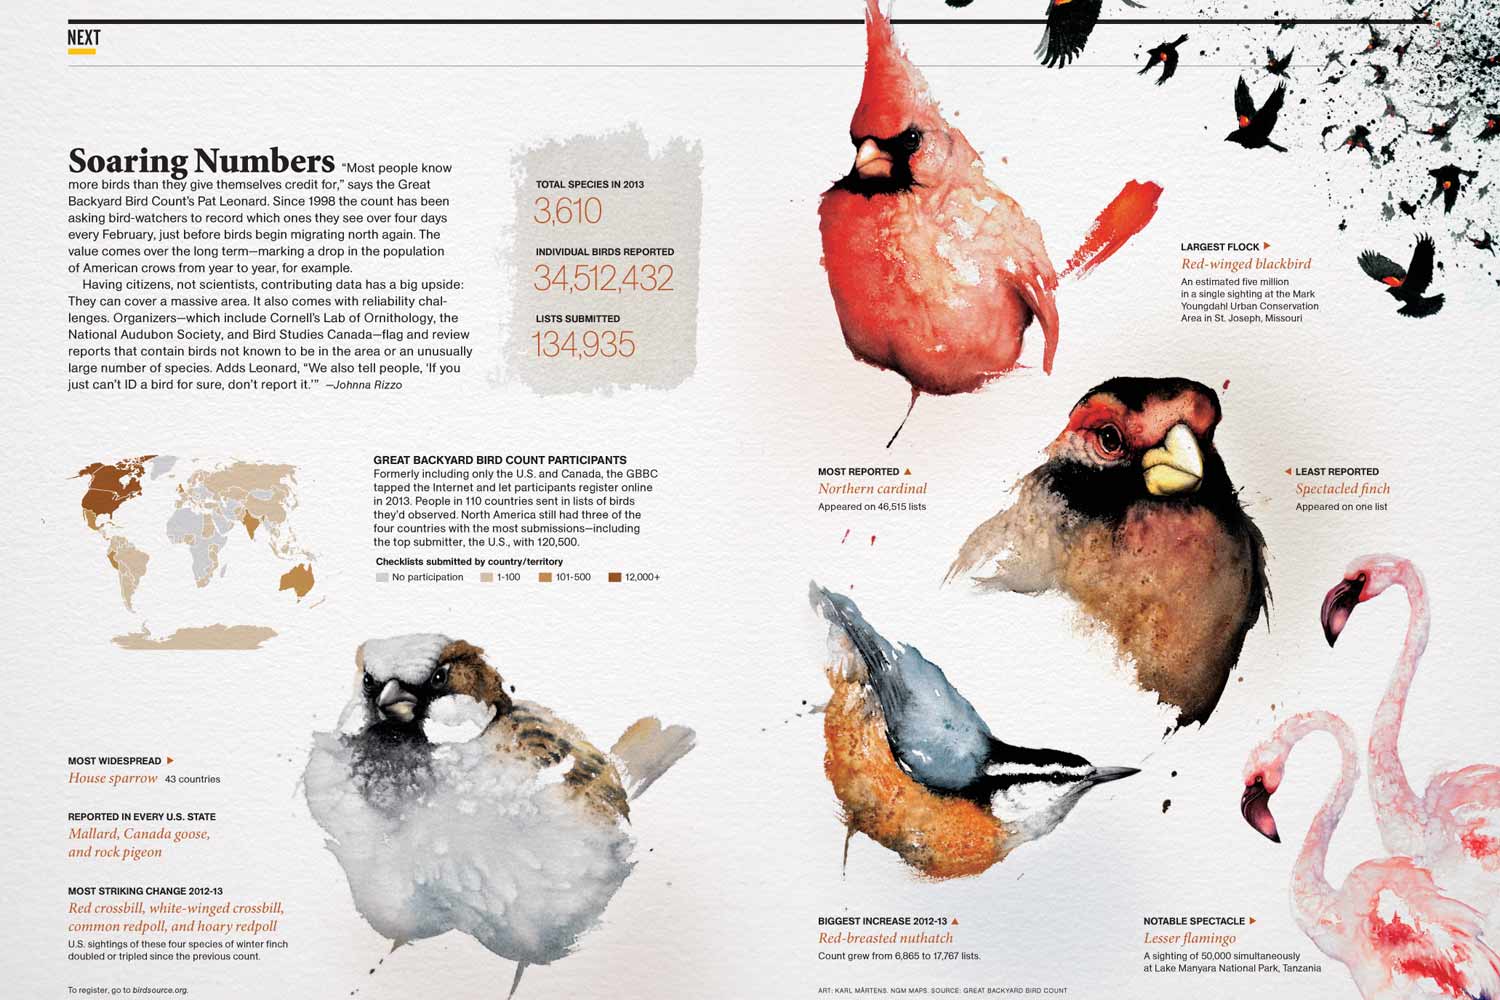 NEXT
Soaring Numbers “Most people know
more birds than they give themselves credit for,” says the Great
Backyard Bird Count’s Pat Leonard. Since 1998 the count has been
asking bird-watchers to record which ones they see over four days
every February, just before birds begin migrating north again. The
value comes over the long term—marking a drop in the population
of American crows from year to year, for example.
Having citizens, not scientists, contributing data has a big upside:
They can cover a massive area. It also comes with reliability chal-
lenges. Organizers—which include Cornell’s Lab of Ornithology, the
National Audubon Society, and Bird Studies Canada—flag and review
reports that contain birds not known to be in the area or an unusually
large number of species. Adds Leonard, “We also tell people, ‘If you
just can’t ID a bird for sure, don’t report it.’” —Johnna Rizzo
TOTAL SPECIES IN 2013
3,610
INDIVIDUAL BIRDS REPORTED
34,512,432
LISTS SUBMITTED
134,935
GREAT BACKYARD BIRD COUNT PARTICIPANTS
Formerly including only the U.S. and Canada, the GBBC
tapped the Internet and let participants register online
in 2013. People in 110 countries sent in lists of birds
they’d observed. North America still had three of the
four countries with the most submissions—including
the top submitter, the U.S., with 120,500.
Checklists submitted by country/territory
No participation 1-100 101-500 12,000+
MOST WIDESPREAD
House sparrow 43 countries
REPORTED IN EVERY U.S. STATE
Mallard, Canada goose,
and rock pigeon
MOST STRIKING CHANGE 2012-13
Red crossbill, white-winged crossbill,
common redpoll, and hoary redpoll
U.S. sightings of these four species of winter finch
doubled or tripled since the previous count.
To register, go to birdsource.org.
LARGEST FLOCK
Red-winged blackbird
An estimated five million
in a single sighting at the Mark
Youngdahl Urban Conservation
Area in St. Joseph, Missouri
MOST REPORTED
Northern cardinal
Appeared on 46,515 lists
LEAST REPORTED
Spectacled finch
Appeared on one list
BIGGEST INCREASE 2012-13
Red-breasted nuthatch
Count grew from 6,865 to 17,767 lists.
NOTABLE SPECTACLE
Lesser flamingo
A sighting of 50,000 simultaneously
at Lake Manyara National Park, Tanzania
ART: KARL MÅRTENS. NGM MAPS. SOURCE: GREAT BACKYARD BIRD COUNT